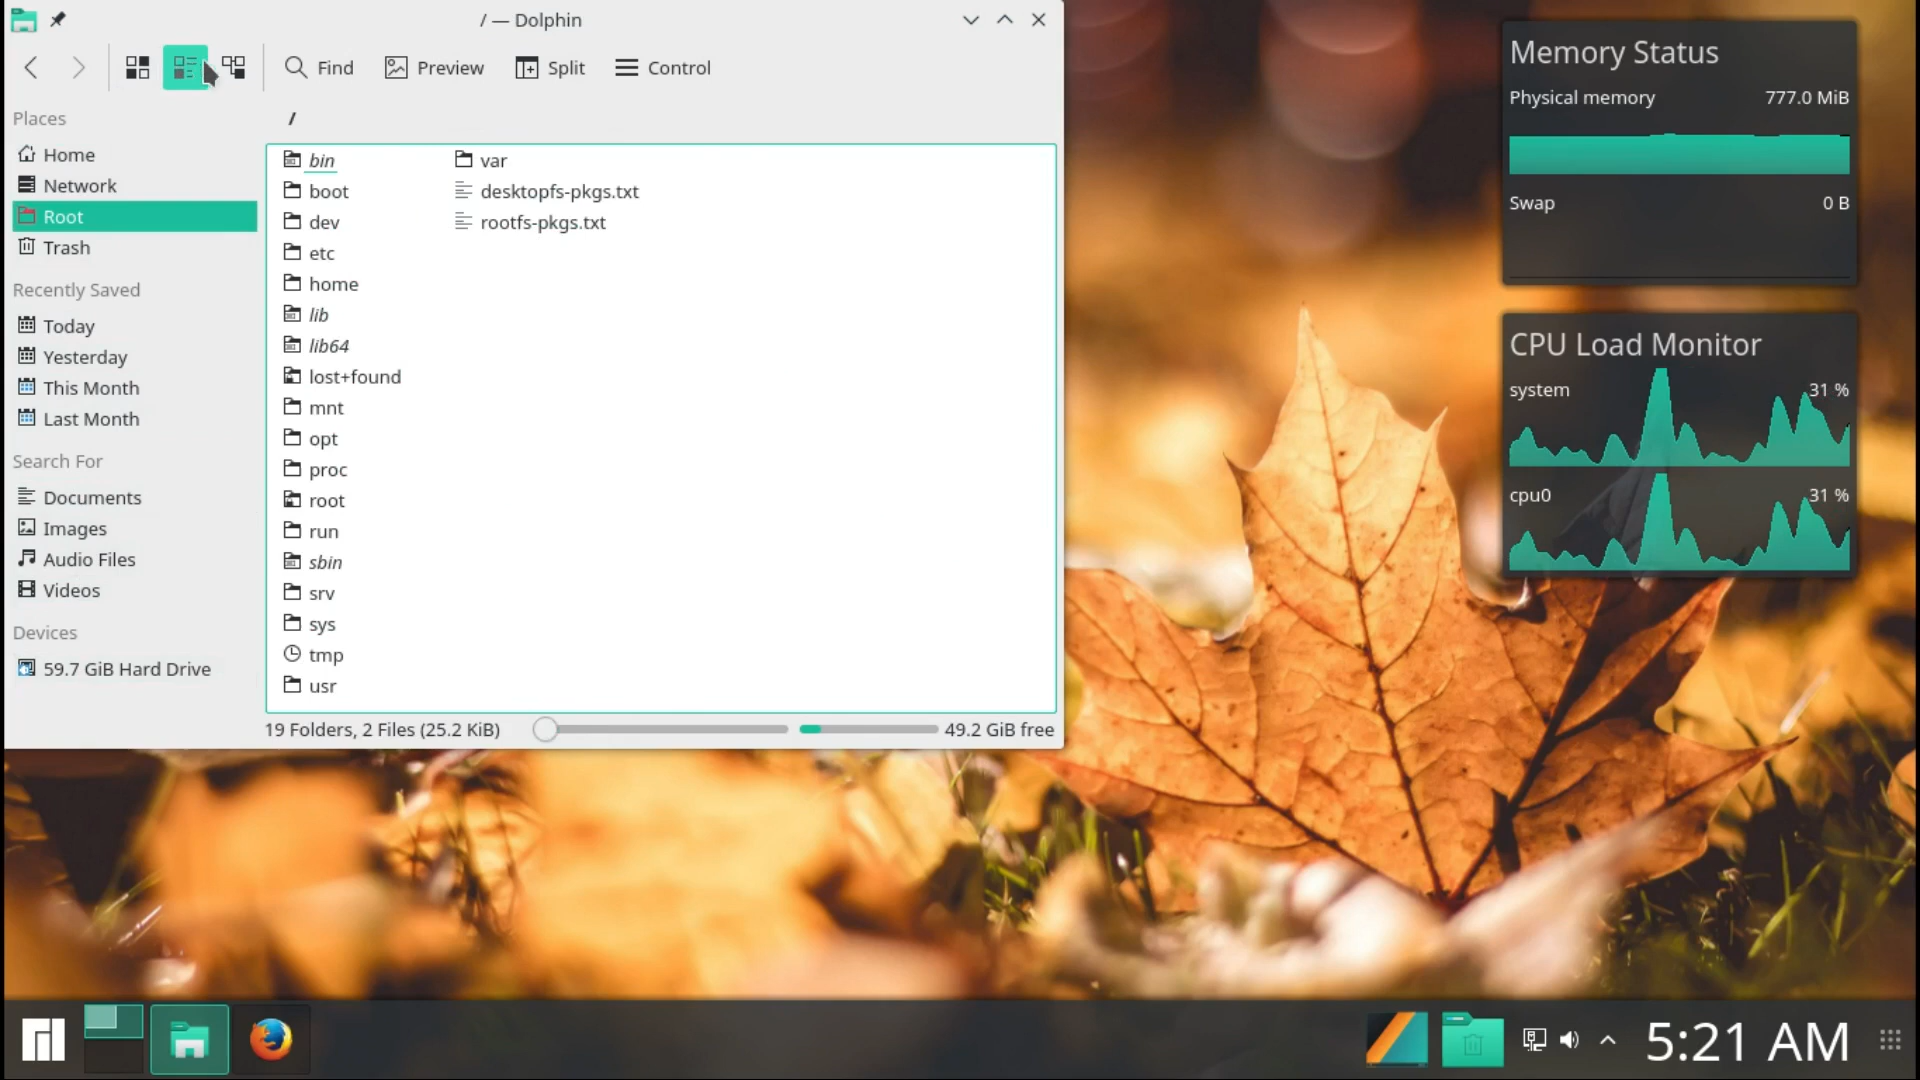 / — Dolphin
Find
Preview
Split
Control
Places
Home
Network
Root
Trash
Recently Saved
Today
Yesterday
This Month
Last Month
Search For
Documents
Images
Audio Files
Videos
Devices
59.7 GiB Hard Drive
/
bin
boot
dev
etc
home
lib
lib64
lost+found
mnt
opt
proc
root
run
sbin
srv
sys
tmp
usr
var
desktopfs-pkgs.txt
rootfs-pkgs.txt
19 Folders, 2 Files (25.2 KiB)
49.2 GiB free
Memory Status
Physical memory 777.0 MiB
Swap 0 B
CPU Load Monitor
system 31 %
cpu0 31 %
5:21 AM